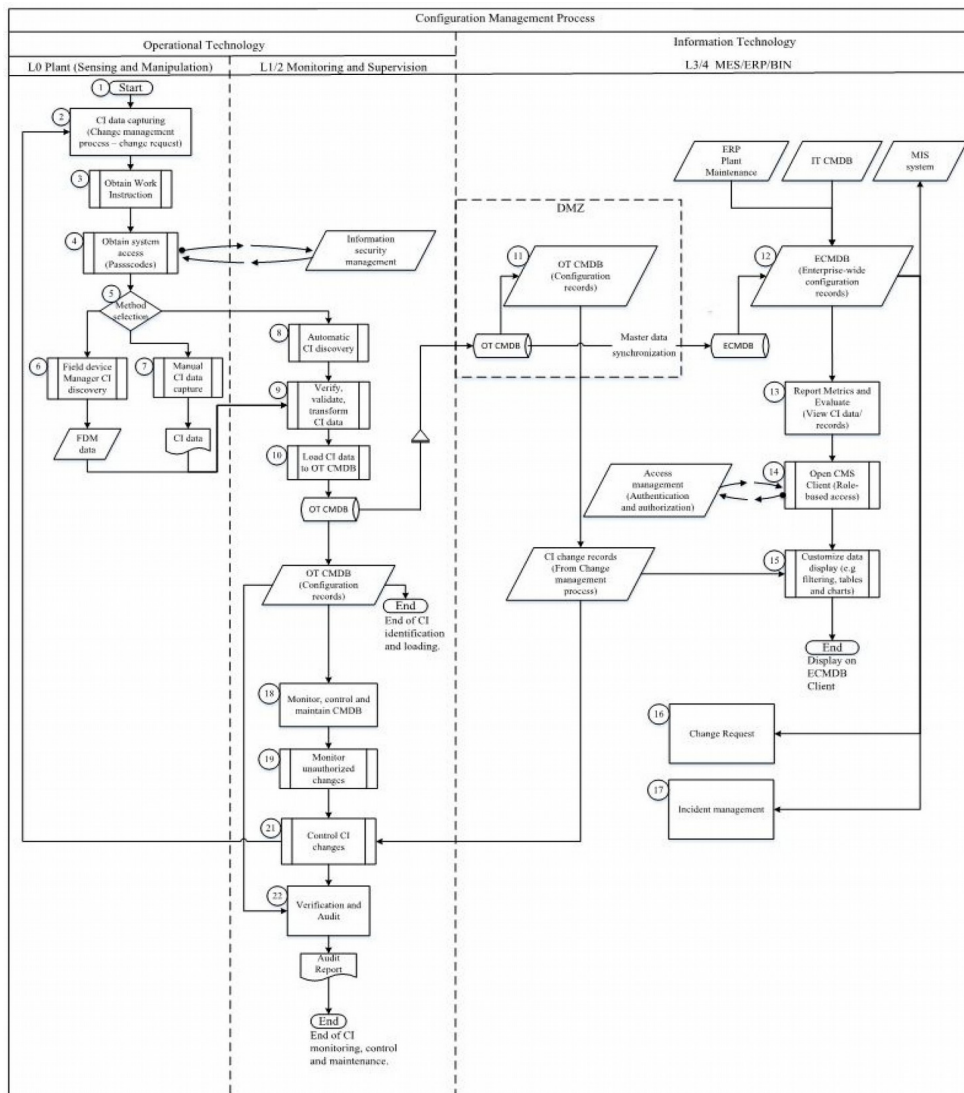 Configuration Management Process
Operational Technology
Information Technology
L0 Plant (Sensing and Manipulation)
L1/2 Monitoring and Supervision
L3/4 MES/ERP/BIN
1
Start
2
CI data capturing
(Change management
process – change request)
3
Obtain Work
Instruction
4
Obtain system
access
(Passscodes)
Information
security
management
5
Method
selection
6
Field device
Manager CI
discovery
7
Manual
CI data
capture
FDM
data
CI data
8
Automatic
CI discovery
9
Verify,
validate,
transform CI
data
10
Load CI data
to OT CMDB
OT CMDB
OT CMDB
(Configuration
records)
End
End of CI
identification
and loading.
18
Monitor, control and
maintain CMDB
19
Monitor
unauthorized
changes
21
Control CI
changes
22
Verification and
Audit
Audit
Report
End
End of CI
monitoring, control
and maintenance.
DMZ
11
OT CMDB
(Configuration
records)
OT CMDB
Master data
synchronization
ECMDB
CI change records
(From Change
management
process)
ERP
Plant
Maintenance
IT CMDB
MIS
system
12
ECMDB
(Enterprise-wide
configuration
records)
13
Report Metrics and
Evaluate
(View CI data/
records)
14
Open CMS
Client (Role-
based access)
Access
management
(Authentication
and authorization)
15
Customize data
display (e.g
filtering, tables
and charts)
End
Display on
ECMDB
Client
16
Change Request
17
Incident management